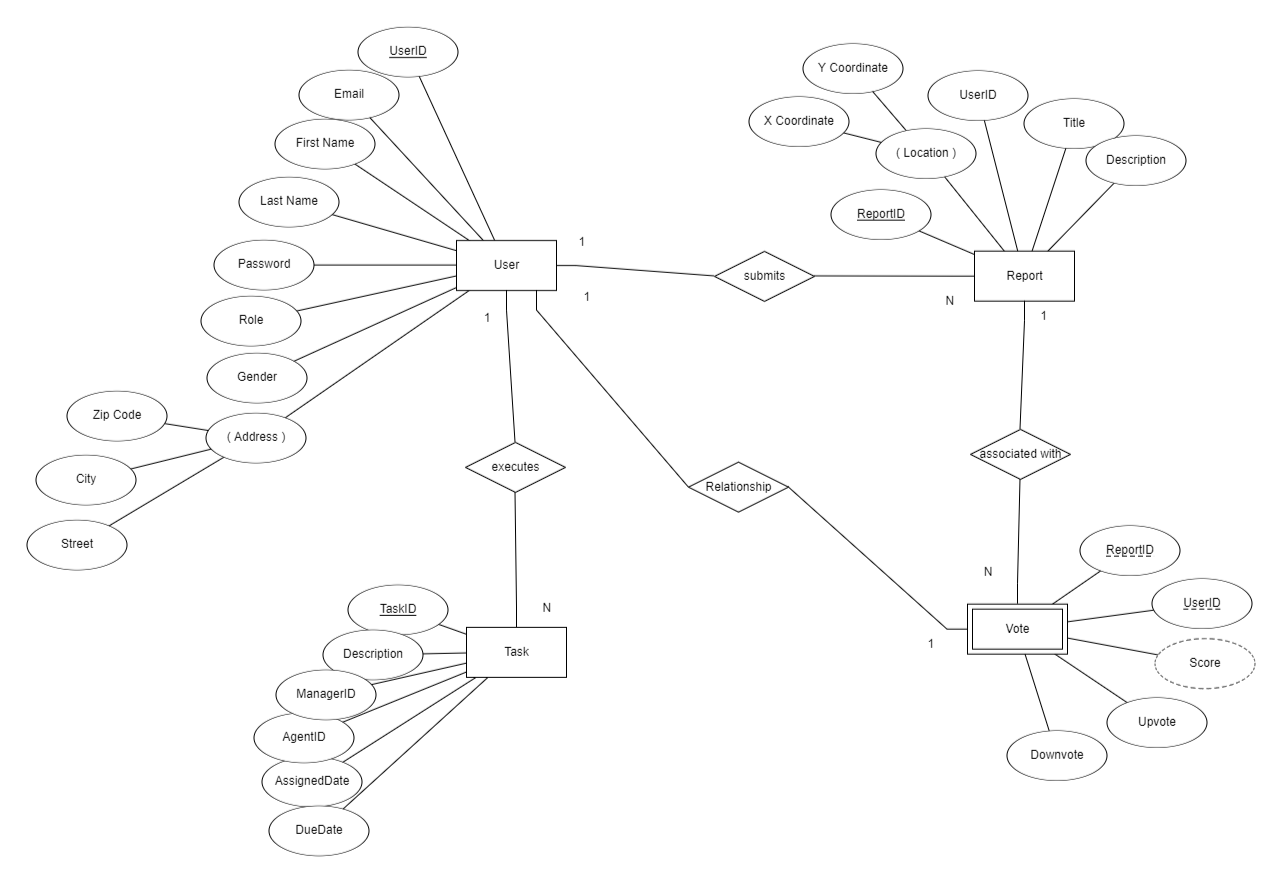 UserID
Email
First Name
Last Name
Password
Role
Gender
( Address )
Zip Code
City
Street
User
1
1
1
submits
N
Y Coordinate
X Coordinate
( Location )
UserID
Title
Description
ReportID
Report
1
executes
N
Relationship
1
associated with
N
TaskID
Description
ManagerID
AgentID
AssignedDate
DueDate
Task
Vote
ReportID
UserID
Score
Upvote
Downvote